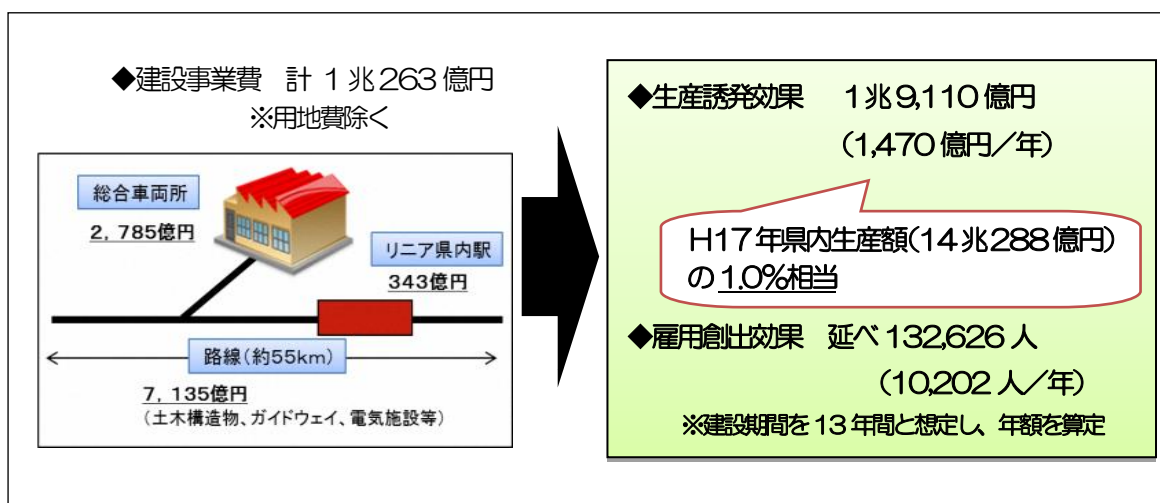 ◆建設事業費　計 1 兆263 億円
※用地費除く
総合車両所
2, 785億円
リニア県内駅
343億円
路線(約55km)
7, 135億円
(土木構造物、ガイドウェイ、電気施設等)
◆生産誘発効果　1兆9,110億円
(1,470億円／年)
H17年県内生産額(14兆288億円)
の 1.0%相当
◆雇用創出効果　延べ 132,626人
(10,202人／年)
※建設期間を13年間と想定し、年額を算定